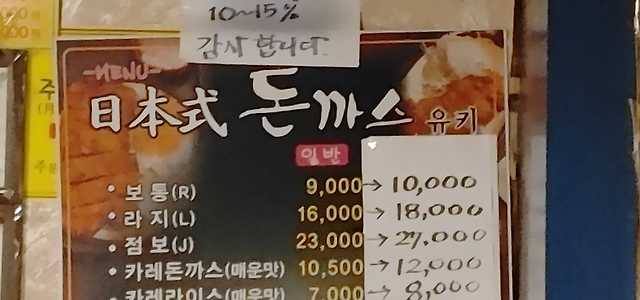 10~15%
감사합니다.
-MENU-
日本式 돈까스 유키
일반
• 보통(R) 9,000 → 10,000
• 라지(L) 16,000 → 18,000
• 점보(J) 23,000 → 27,000
• 카레돈까스(매운맛) 10,500 → 12,000
카레라이스(매운맛) 7,000 → 8,000